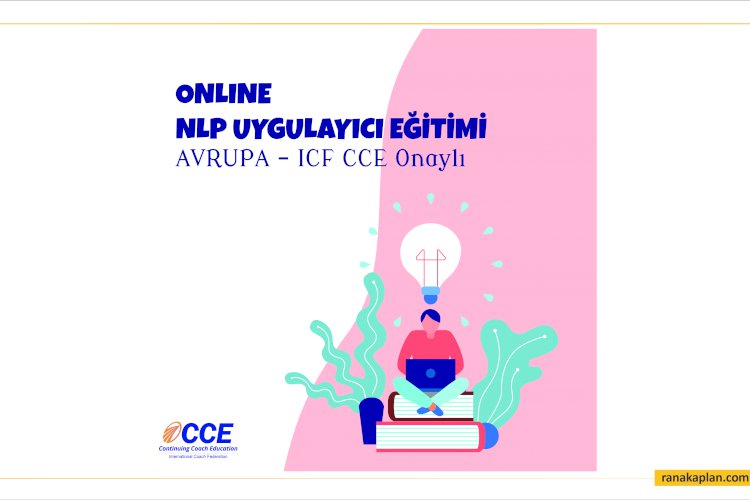 ONLINE
NLP UYGULAYICI EĞİTİMİ
AVRUPA - ICF CCE Onaylı
CCE
Continuing Coach Education
International Coach Federation
ranakaplan.com